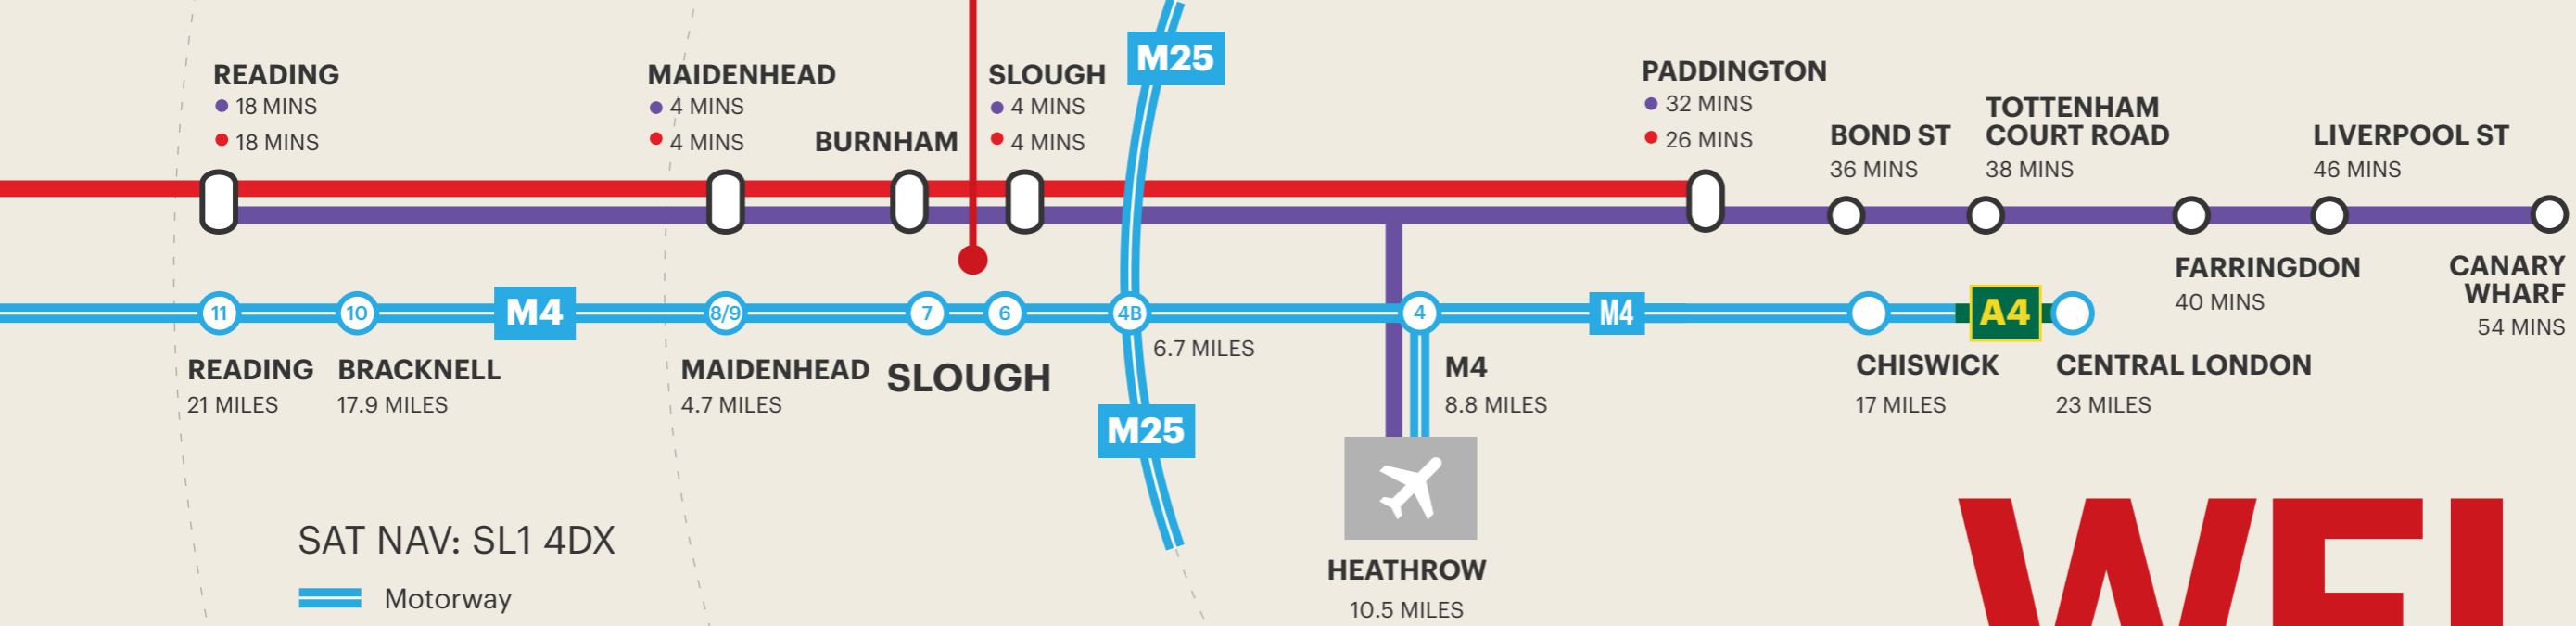 M25
READING
18 MINS
18 MINS
MAIDENHEAD
4 MINS
4 MINS
BURNHAM
SLOUGH
4 MINS
4 MINS
PADDINGTON
32 MINS
26 MINS
BOND ST
36 MINS
TOTTENHAM
COURT ROAD
38 MINS
LIVERPOOL ST
46 MINS
FARRINGDON
40 MINS
CANARY
WHARF
54 MINS
11
10
M4
8/9
7
6
4B
4
M4
A4
READING
21 MILES
BRACKNELL
17.9 MILES
MAIDENHEAD
4.7 MILES
SLOUGH
6.7 MILES
M4
8.8 MILES
CHISWICK
17 MILES
CENTRAL LONDON
23 MILES
M25
HEATHROW
10.5 MILES
SAT NAV: SL1 4DX
Motorway